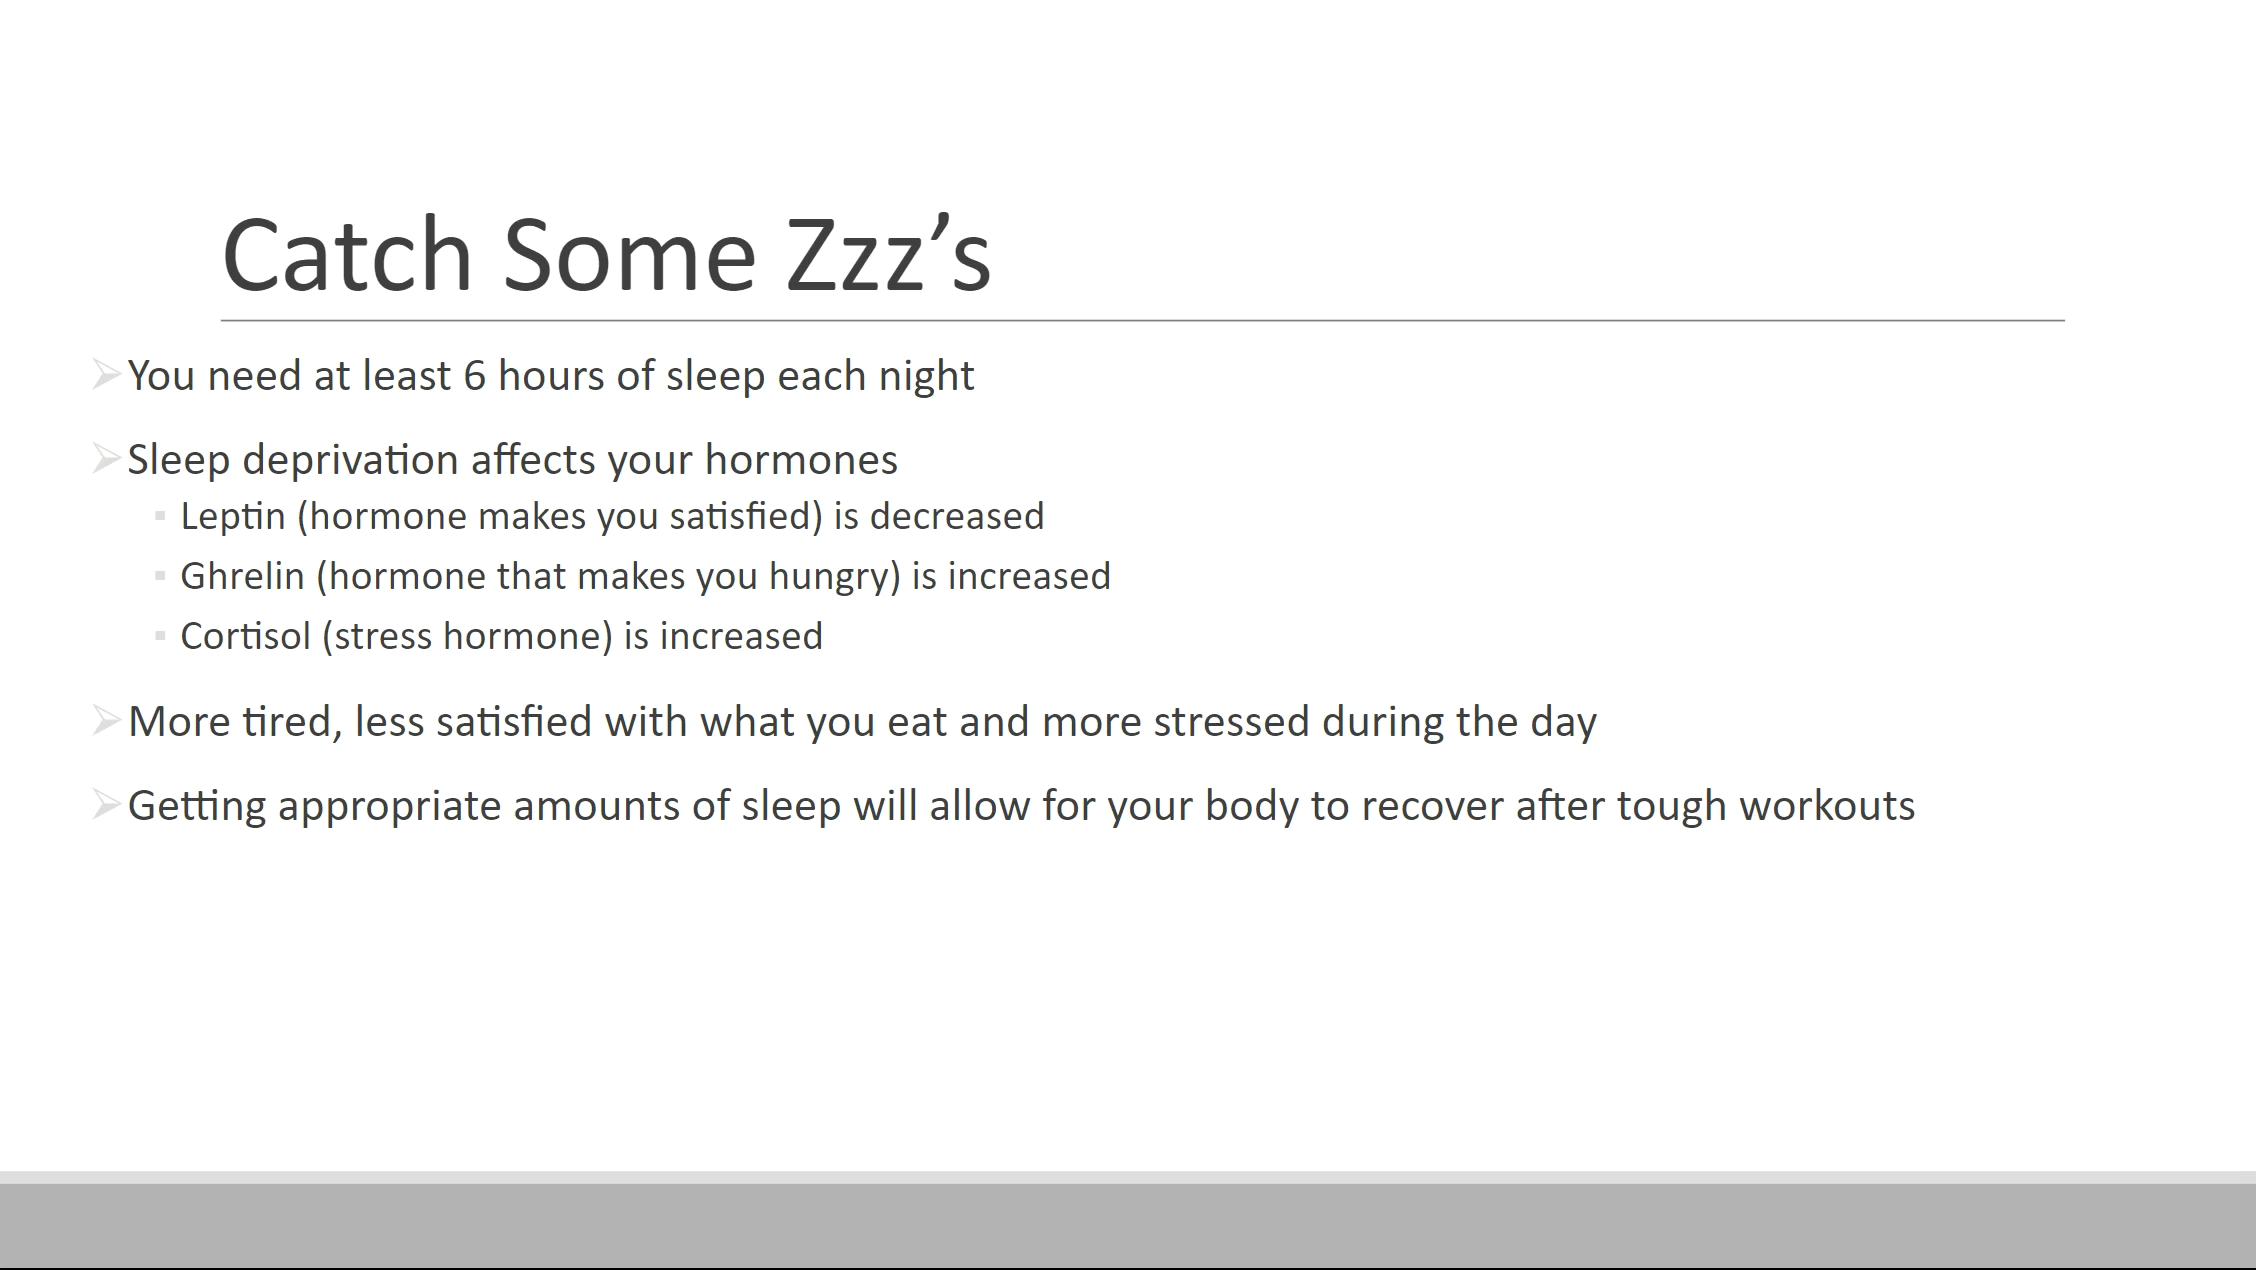 Catch Some Zzz’s
You need at least 6 hours of sleep each night
Sleep deprivation affects your hormones
Leptin (hormone makes you satisfied) is decreased
Ghrelin (hormone that makes you hungry) is increased
Cortisol (stress hormone) is increased
More tired, less satisfied with what you eat and more stressed during the day
Getting appropriate amounts of sleep will allow for your body to recover after tough workouts